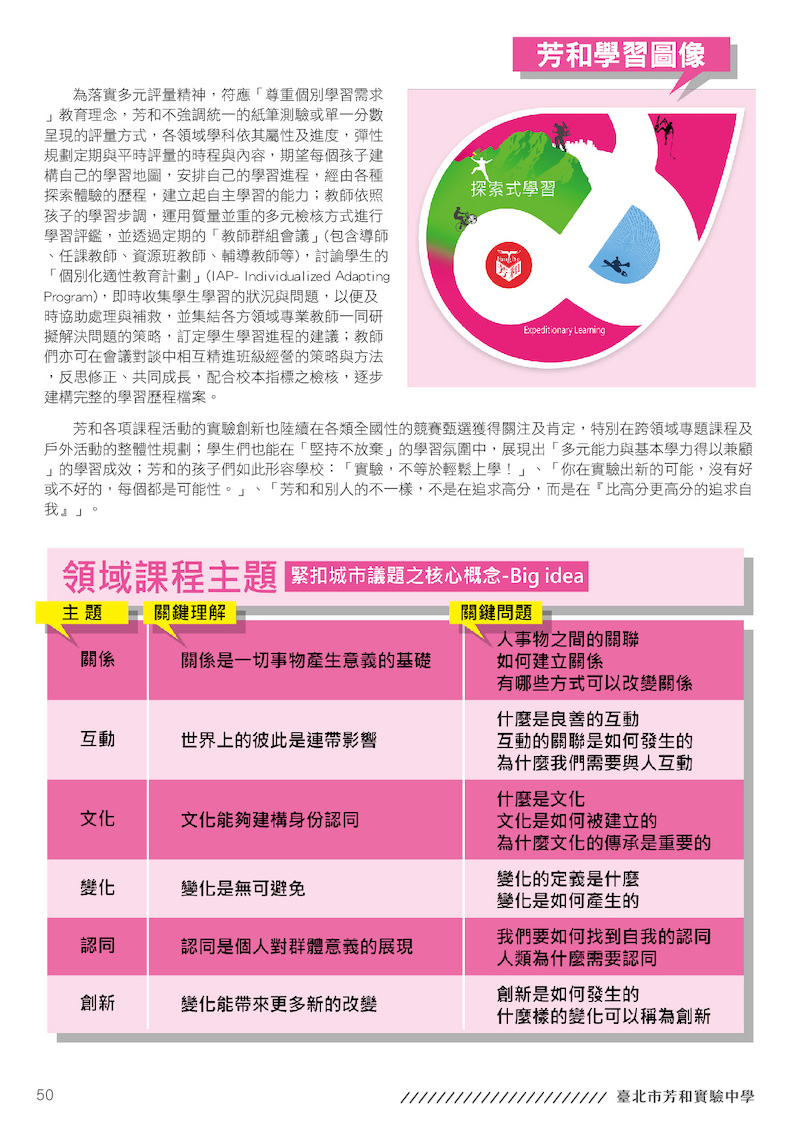 芳和學習圖像
為落實多元評量精神，符應「尊重個別學習需求
」教育理念，芳和不強調統一的紙筆測驗或單一分數
呈現的評量方式，各領域學科依其屬性及進度，彈性
規劃定期與平時評量的時程與內容，期望每個孩子建
構自己的學習地圖，安排自己的學習進程，經由各種
探索體驗的歷程，建立起自主學習的能力；教師依照
孩子的學習步調，運用質量並重的多元檢核方式進行
學習評鑑，並透過定期的「教師群組會議」(包含導師
、任課教師、資源班教師、輔導教師等)，討論學生的
「個別化適性教育計劃」(IAP- Individualized Adapting
Program)，即時收集學生學習的狀況與問題，以便及
時協助處理與補救，並集結各方領域專業教師一同研
擬解決問題的策略，訂定學生學習進程的建議；教師
們亦可在會議對談中相互精進班級經營的策略與方法
，反思修正、共同成長，配合校本指標之檢核，逐步
建構完整的學習歷程檔案。
探索式學習
芳和
Expeditionary Learning
芳和各項課程活動的實驗創新也陸續在各類全國性的競賽甄選獲得關注及肯定，特別在跨領域專題課程及
戶外活動的整體性規劃；學生們也能在「堅持不放棄」的學習氛圍中，展現出「多元能力與基本學力得以兼顧
」的學習成效；芳和的孩子們如此形容學校：「實驗，不等於輕鬆上學！」、「你在實驗出新的可能，沒有好
或不好的，每個都是可能性。」、「芳和和別人的不一樣，不是在追求高分，而是在『比高分更高分的追求自
我』」。
領域課程主題 緊扣城市議題之核心概念-Big idea
主題 關鍵理解 關鍵問題
關係
關係是一切事物產生意義的基礎
人事物之間的關聯
如何建立關係
有哪些方式可以改變關係
互動
世界上的彼此是連帶影響
什麼是良善的互動
互動的關聯是如何發生的
為什麼我們需要與人互動
文化
文化能夠建構身份認同
什麼是文化
文化是如何被建立的
為什麼文化的傳承是重要的
變化
變化是無可避免
變化的定義是什麼
變化是如何產生的
認同
認同是個人對群體意義的展現
我們要如何找到自我的認同
人類為什麼需要認同
創新
變化能帶來更多新的改變
創新是如何發生的
什麼樣的變化可以稱為創新
50
臺北市芳和實驗中學